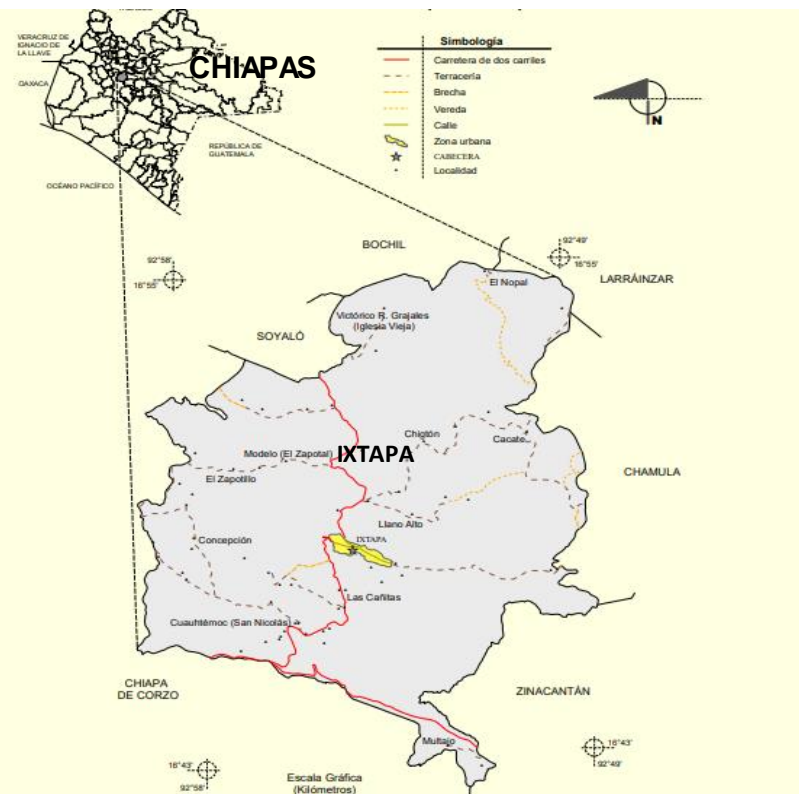 VERACRUZ DE
IGNACIO DE
LA LLAVE
OAXACA
CHIAPAS
REPÚBLICA DE
GUATEMALA
OCÉANO PACÍFICO
Simbología
Carretera de dos carriles
Terracería
Brecha
Vereda
Calle
Zona urbana
CABECERA
Localidad
N
BOCHIL
92°58'
16°55'
92°49'
16°55'
LARRÁINZAR
El Nopal
Victórico R. Grajales
(Iglesia Vieja)
SOYALÓ
Chigtón
Cacate
Modelo (El Zapotal)
IXTAPA
El Zapotillo
CHAMULA
Llano Alto
Concepción
IXTAPA
Las Cañitas
Cuauhtémoc (San Nicolás)
CHIAPA
DE CORZO
ZINACANTÁN
Multajo
16°43'
92°58'
16°43'
92°49'
Escala Gráfica
(Kilómetros)